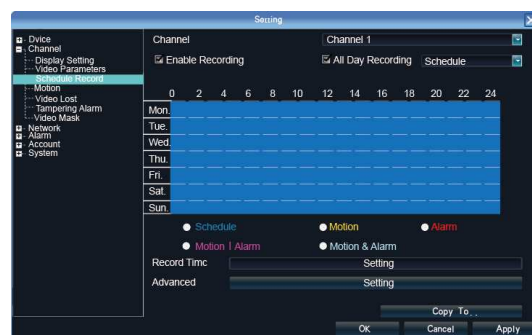 Setting
Dvice
Channel
Display Setting
Video Parameters
Schedule Record
Motion
Video Lost
Tampering Alarm
Video Mask
Network
Alarm
Account
System
Channel Channel 1
Enable Recording All Day Recording Schedule
0 2 4 6 8 10 12 14 16 18 20 22 24
Mon.
Tue.
Wed.
Thu.
Fri.
Sat.
Sun.
Schedule Motion Alarm
Motion | Alarm Motion & Alarm
Record Timc Setting
Advanced Setting
Copy To..
OK Cancel Apply